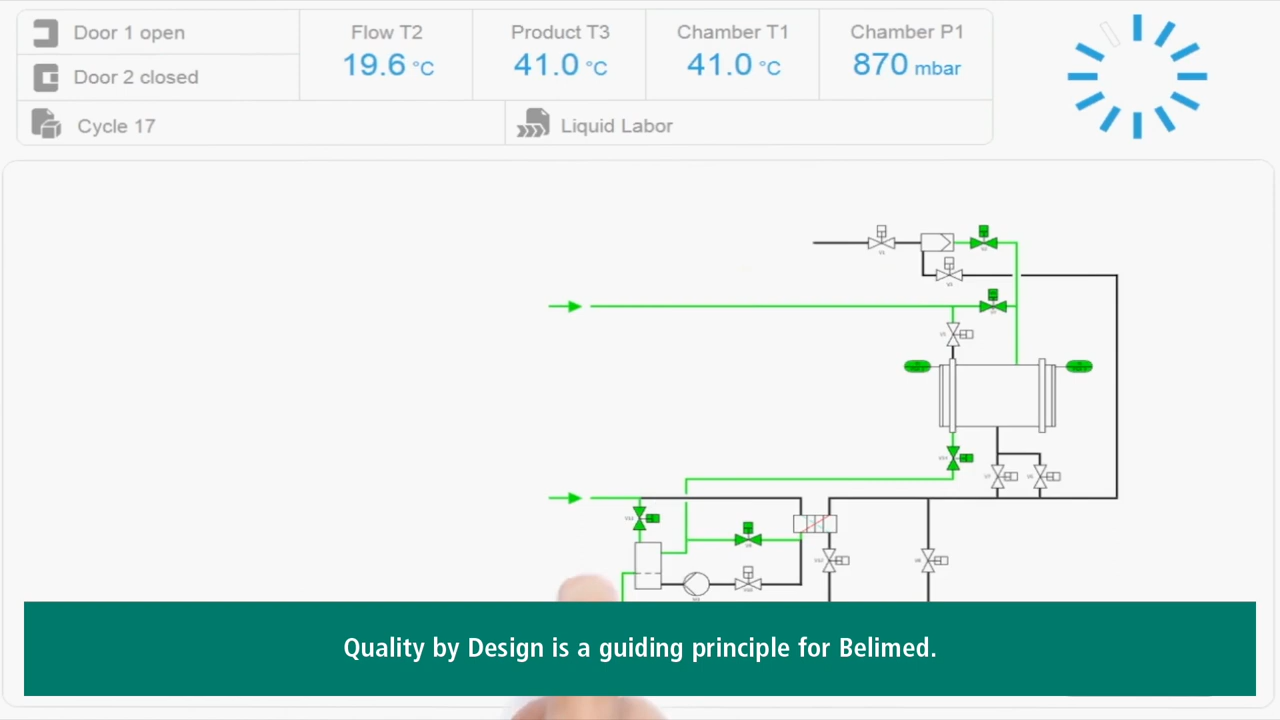 Door 1 open
Door 2 closed
Flow T2
19.6 °C
Product T3
41.0 °C
Chamber T1
41.0 °C
Chamber P1
870 mbar
Cycle 17
Liquid Labor
Quality by Design is a guiding principle for Belimed.